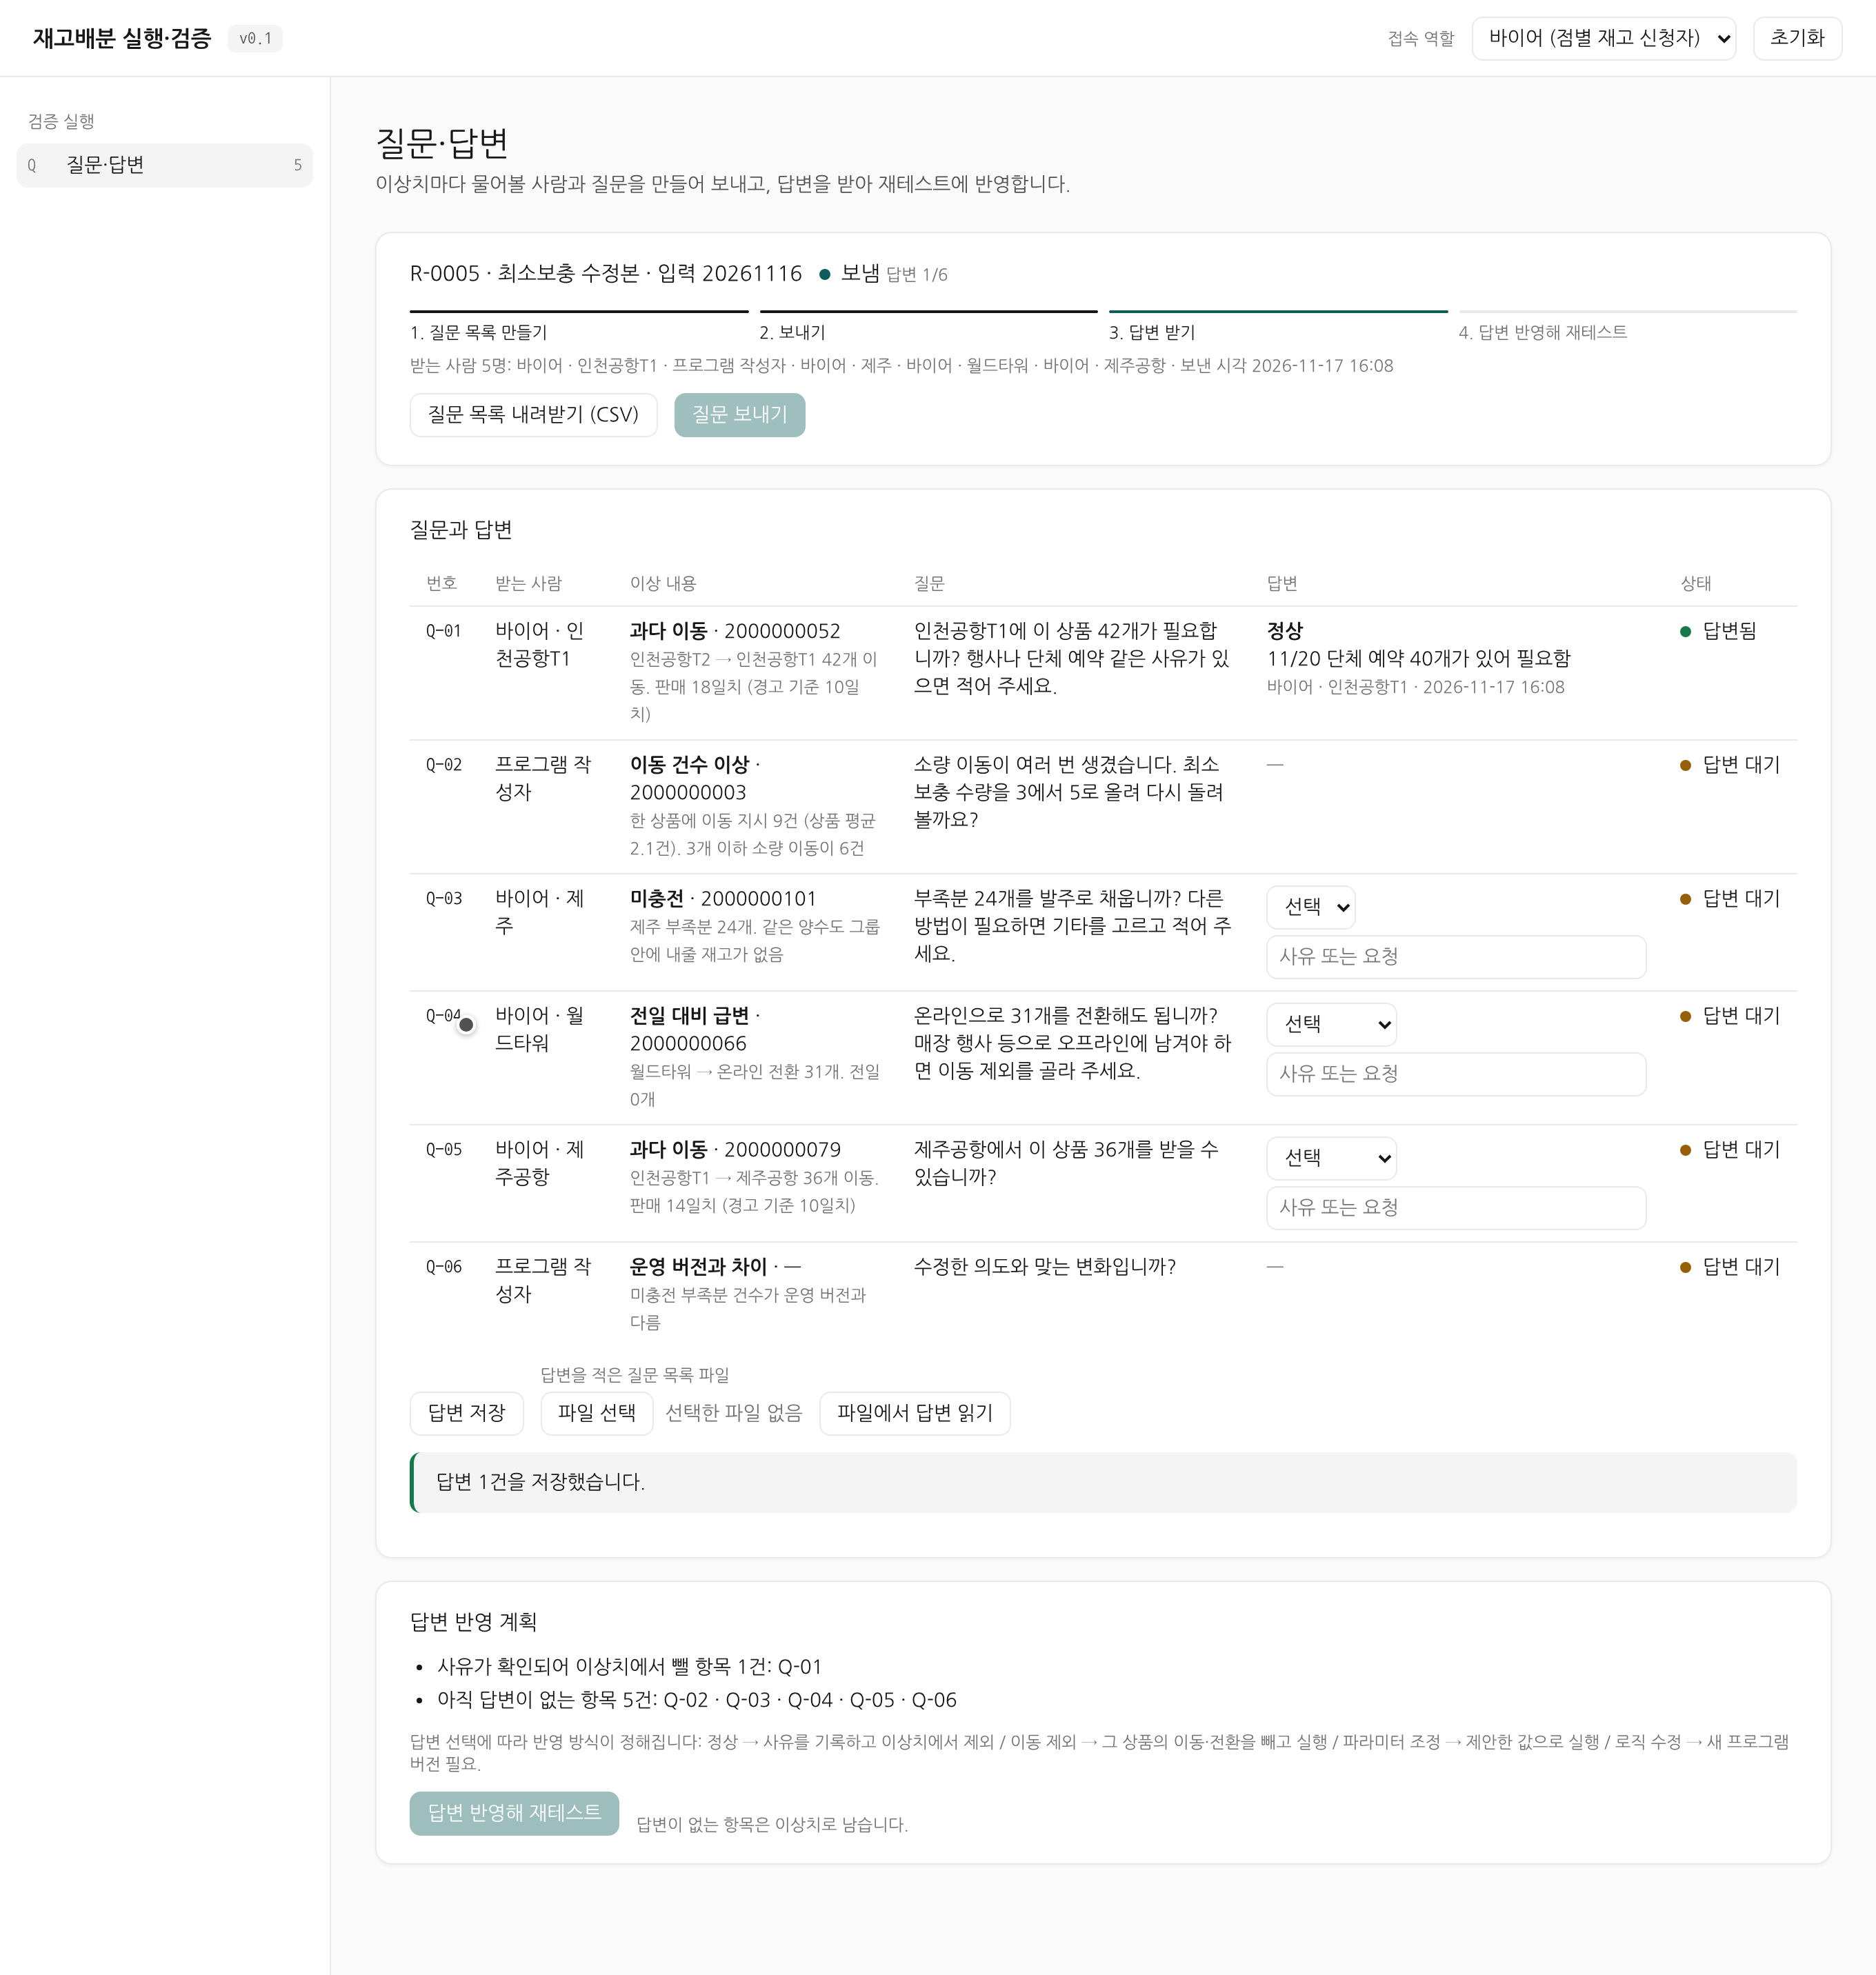 재고배분 실행·검증 v0.1 접속 역할 바이어 (점별 재고 신청자) 초기화
검증 실행
Q 질문·답변 5
질문·답변
이상치마다 물어볼 사람과 질문을 만들어 보내고, 답변을 받아 재테스트에 반영합니다.
R-0005 · 최소보충 수정본 · 입력 20261116 보냄 답변 1/6
1. 질문 목록 만들기
2. 보내기
3. 답변 받기
4. 답변 반영해 재테스트
받는 사람 5명: 바이어 · 인천공항T1 · 프로그램 작성자 · 바이어 · 제주 · 바이어 · 월드타워 · 바이어 · 제주공항 · 보낸 시각 2026-11-17 16:08
질문 목록 내려받기 (CSV) 질문 보내기
질문과 답변
번호 받는 사람 이상 내용 질문 답변 상태
Q-01
바이어 · 인
천공항T1
과다 이동 · 2000000052
인천공항T2 → 인천공항T1 42개 이
동. 판매 18일치 (경고 기준 10일
치)
인천공항T1에 이 상품 42개가 필요합
니까? 행사나 단체 예약 같은 사유가 있
으면 적어 주세요.
정상
11/20 단체 예약 40개가 있어 필요함
바이어 · 인천공항T1 · 2026-11-17 16:08
답변됨
Q-02
프로그램 작
성자
이동 건수 이상 ·
2000000003
한 상품에 이동 지시 9건 (상품 평균
2.1건). 3개 이하 소량 이동이 6건
소량 이동이 여러 번 생겼습니다. 최소
보충 수량을 3에서 5로 올려 다시 돌려
볼까요?
—
답변 대기
Q-03
바이어 · 제
주
미충전 · 2000000101
제주 부족분 24개. 같은 양수도 그룹
안에 내줄 재고가 없음
부족분 24개를 발주로 채웁니까? 다른
방법이 필요하면 기타를 고르고 적어 주
세요.
선택
사유 또는 요청
답변 대기
Q-04
바이어 · 월
드타워
전일 대비 급변 ·
2000000066
월드타워 → 온라인 전환 31개. 전일
0개
온라인으로 31개를 전환해도 됩니까?
매장 행사 등으로 오프라인에 남겨야 하
면 이동 제외를 골라 주세요.
선택
사유 또는 요청
답변 대기
Q-05
바이어 · 제
주공항
과다 이동 · 2000000079
인천공항T1 → 제주공항 36개 이동.
판매 14일치 (경고 기준 10일치)
제주공항에서 이 상품 36개를 받을 수
있습니까?
선택
사유 또는 요청
답변 대기
Q-06
프로그램 작
성자
운영 버전과 차이 · —
미충전 부족분 건수가 운영 버전과
다름
수정한 의도와 맞는 변화입니까?
—
답변 대기
답변을 적은 질문 목록 파일
답변 저장 파일 선택 선택한 파일 없음 파일에서 답변 읽기
답변 1건을 저장했습니다.
답변 반영 계획
• 사유가 확인되어 이상치에서 뺄 항목 1건: Q-01
• 아직 답변이 없는 항목 5건: Q-02 · Q-03 · Q-04 · Q-05 · Q-06
답변 선택에 따라 반영 방식이 정해집니다: 정상 → 사유를 기록하고 이상치에서 제외 / 이동 제외 → 그 상품의 이동·전환을 빼고 실행 / 파라미터 조정 → 제안한 값으로 실행 / 로직 수정 → 새 프로그램
버전 필요.
답변 반영해 재테스트 답변이 없는 항목은 이상치로 남습니다.